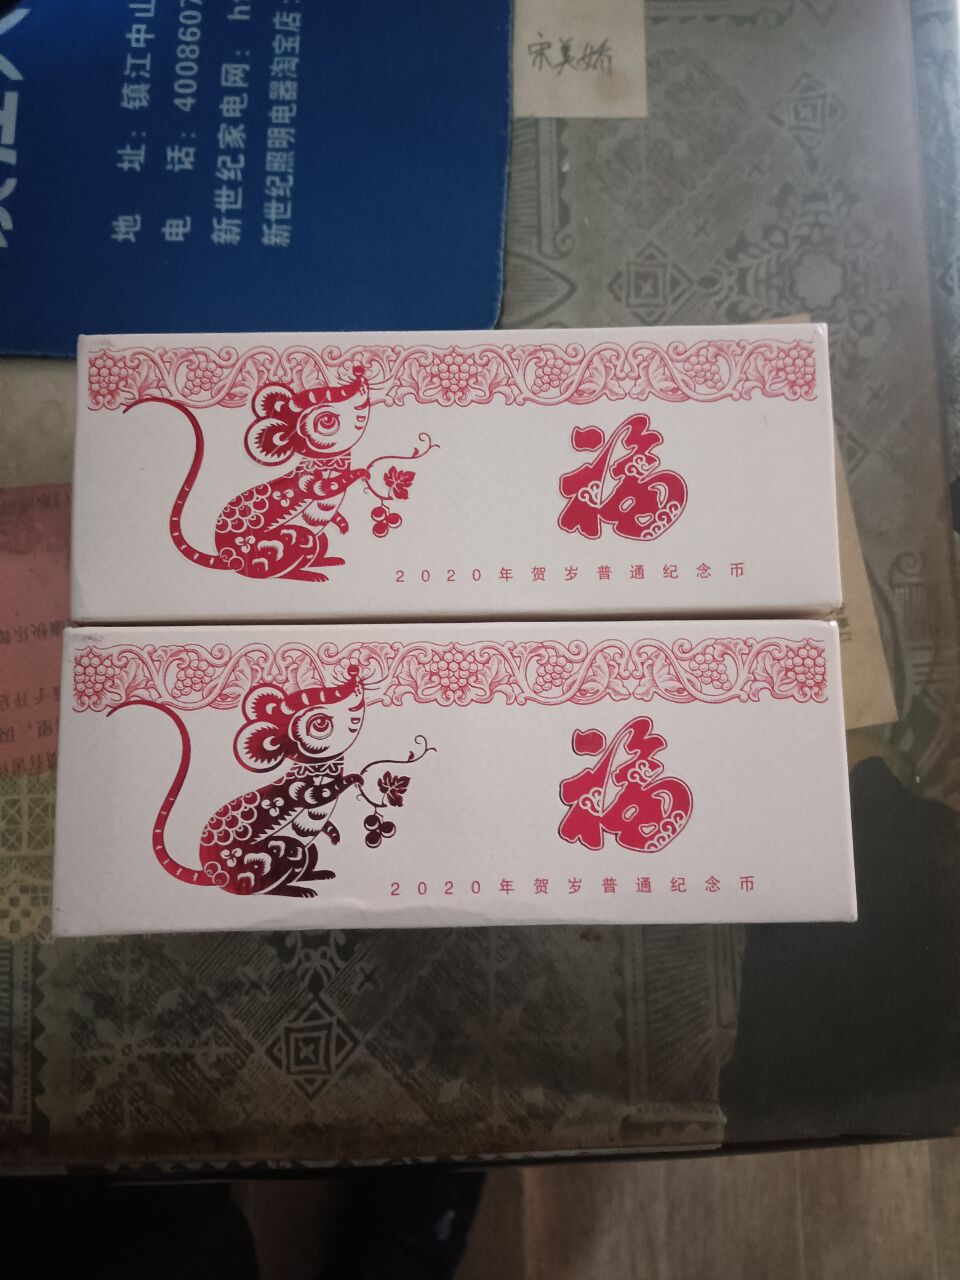 地 址：镇江中山
电 话：4008607
新世纪家电网：h
新世纪照明电器淘宝店：
宋美娇
福
2020年贺岁普通纪念币
福
2020年贺岁普通纪念币